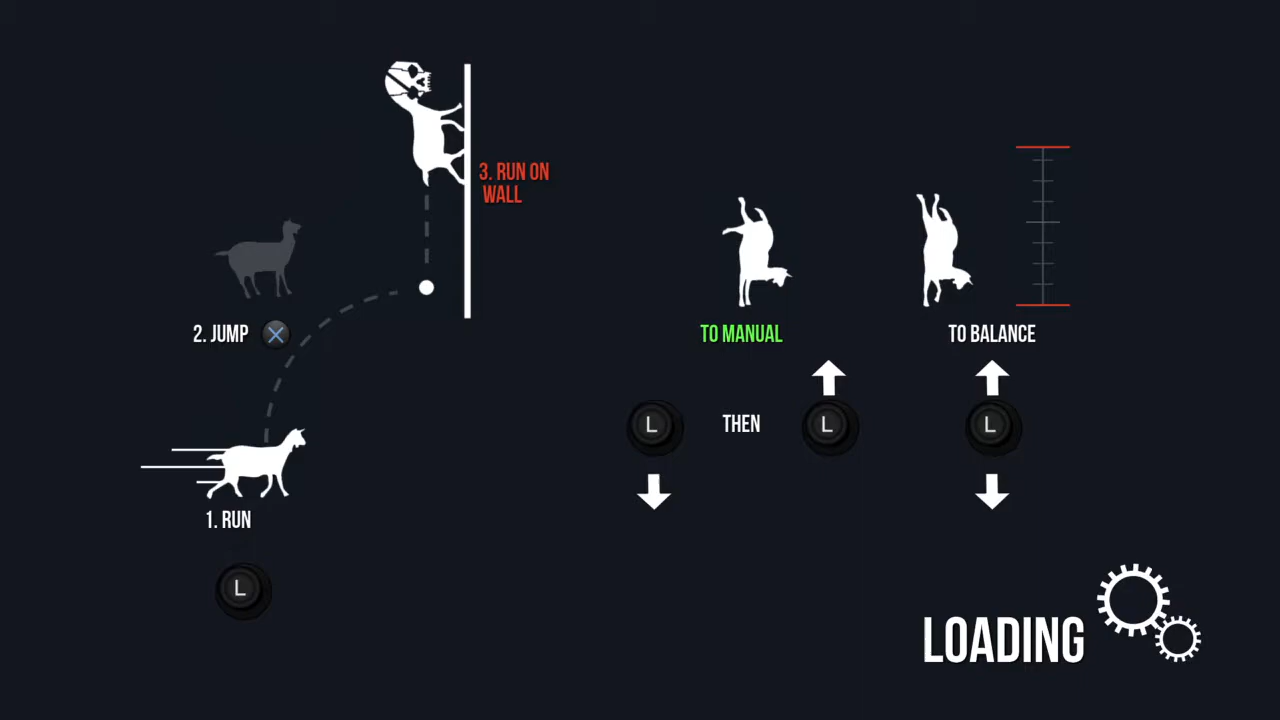 3. RUN ON
WALL
2. JUMP
1. RUN
L
TO MANUAL
L THEN L
TO BALANCE
L
LOADING